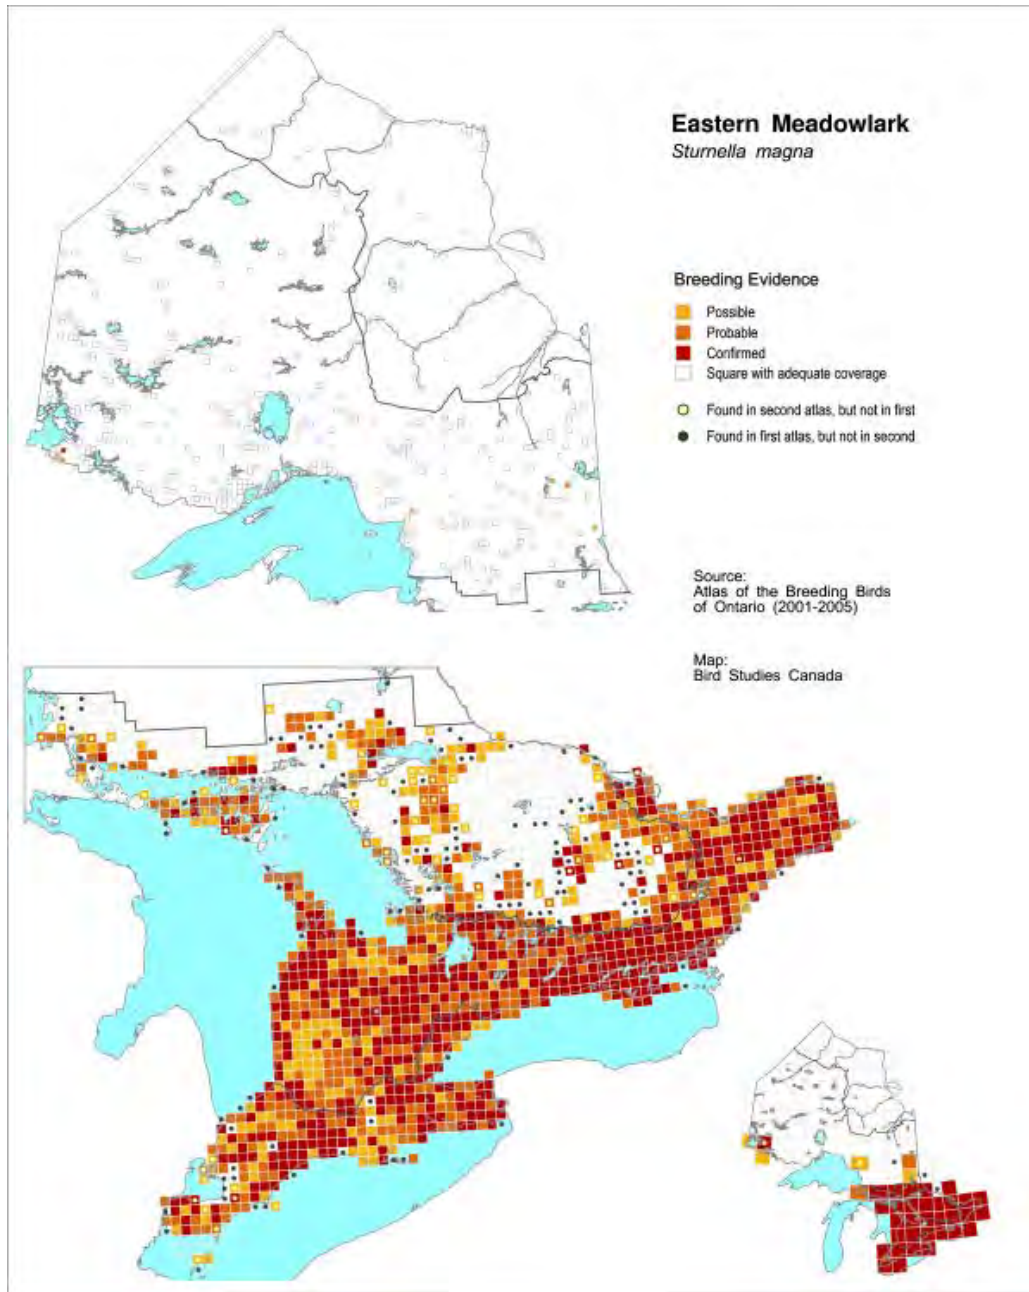 Eastern Meadowlark
Sturnella magna
Breeding Evidence
Possible
Probable
Confirmed
Square with adequate coverage
Found in second atlas, but not in first
Found in first atlas, but not in second
Source:
Atlas of the Breeding Birds
of Ontario (2001-2005)
Map:
Bird Studies Canada